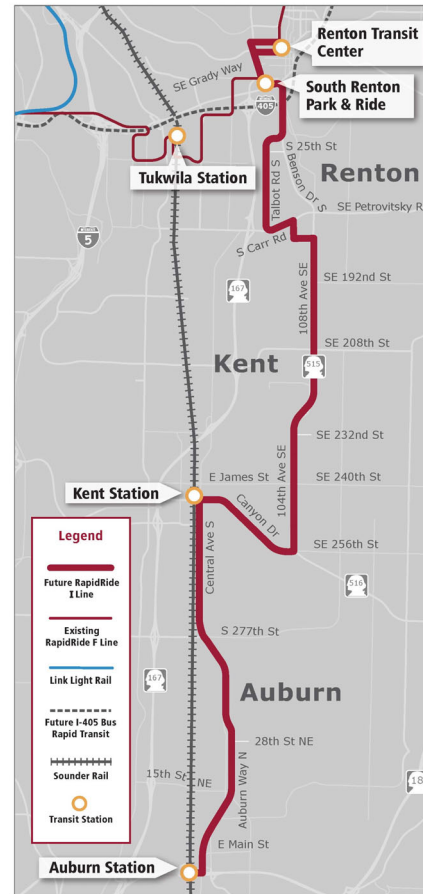 Renton Transit
Center
SE Grady Way
South Renton
Park & Ride
405
Tukwila Station
S 25th St
Benson Dr S
Talbot Rd S
Renton
SE Petrovitsky R
5
S Carr Rd
167
108th Ave SE
SE 192nd St
SE 208th St
Kent
515
SE 232nd St
104th Ave SE
E James St
SE 240th St
Kent Station
Canyon Dr
Central Ave S
SE 256th St
516
Legend
Future RapidRide
I Line
Existing
RapidRide F Line
Link Light Rail
Future I-405 Bus
Rapid Transit
Sounder Rail
Transit Station
S 277th St
167
Auburn
28th St NE
15th St NE
Auburn Way N
18
E Main St
Auburn Station